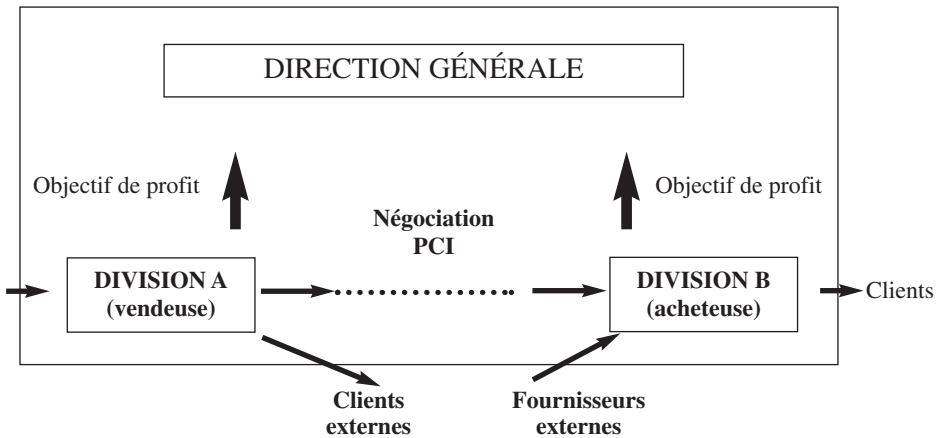 DIRECTION GÉNÉRALE
Objectif de profit
Objectif de profit
Négociation
PCI
DIVISION A
(vendeuse)
DIVISION B
(acheteuse)
Clients
Clients
externes
Fournisseurs
externes